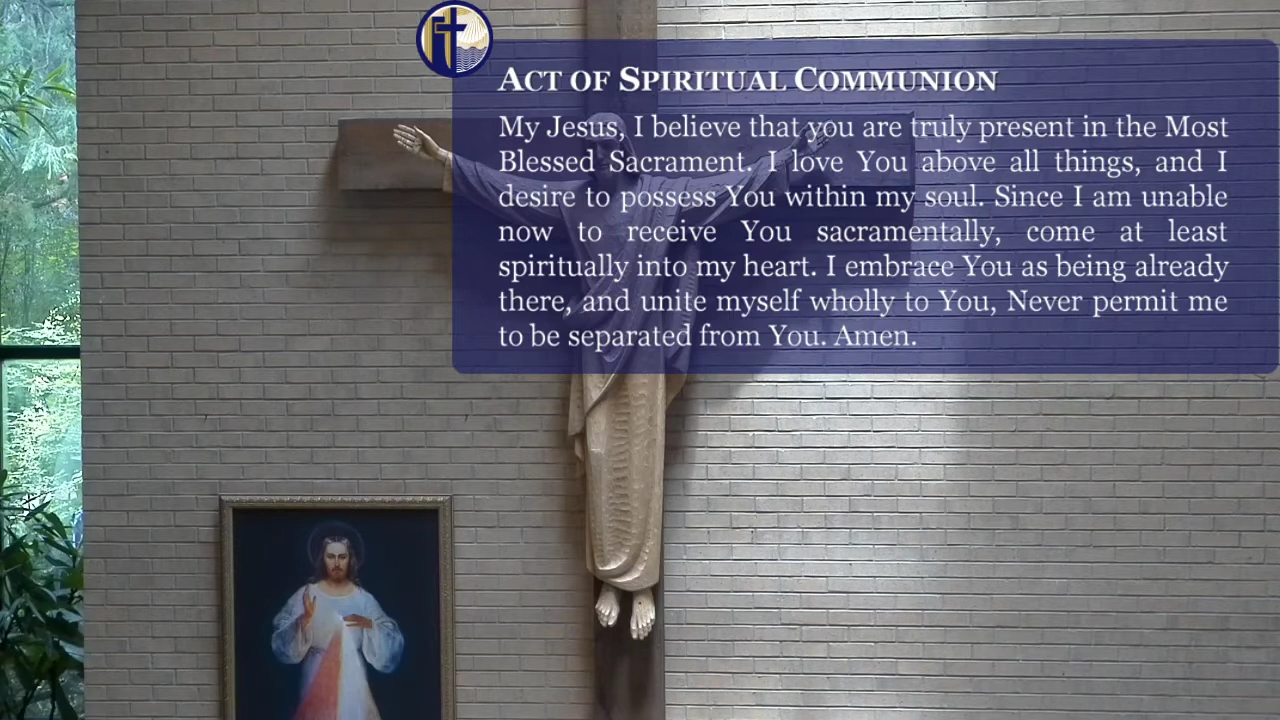 ACT OF SPIRITUAL COMMUNION
My Jesus, I believe that you are truly present in the Most
Blessed Sacrament. I love You above all things, and I
desire to possess You within my soul. Since I am unable
now to receive You sacramentally, come at least
spiritually into my heart. I embrace You as being already
there, and unite myself wholly to You, Never permit me
to be separated from You. Amen.